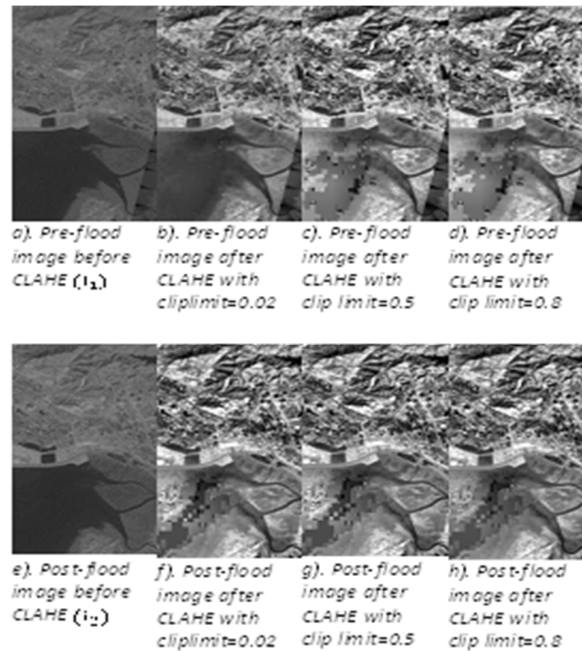 a). Pre-flood
image before
CLAHE (i₁)
b). Pre-flood
image after
CLAHE with
cliplimit=0.02
c). Pre-flood
image after
CLAHE with
clip limit=0.5
d). Pre-flood
image after
CLAHE with
clip limit=0.8
e). Post-flood
image before
CLAHE (i₂)
f). Post-flood
image after
CLAHE with
cliplimit=0.02
g). Post-flood
image after
CLAHE with
clip limit=0.5
h). Post-flood
image after
CLAHE with
clip limit=0.8